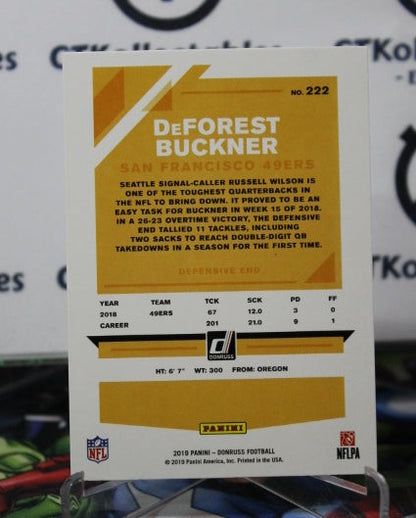 CTKollectables
NO. 222
DeFOREST
BUCKNER
SAN FRANCISCO 49ERS
SEATTLE SIGNAL-CALLER RUSSELL WILSON IS
ONE OF THE TOUGHEST QUARTERBACKS IN
THE NFL TO BRING DOWN. IT PROVED TO BE AN
EASY TASK FOR BUCKNER IN WEEK 15 OF 2018.
IN A 26-23 OVERTIME VICTORY, THE DEFENSIVE
END TALLIED 11 TACKLES, INCLUDING
TWO SACKS TO REACH DOUBLE-DIGIT QB
TAKEDOWNS IN A SEASON FOR THE FIRST TIME.
DEFENSIVE END
YEAR TEAM TCK SCK PD FF
2018 49ERS 67 12.0 3 0
CAREER 201 21.0 9 1
D
DONRUSS
HT: 6' 7" WT: 300 FROM: OREGON
PANINI
NFL
NFLPA
2019 PANINI – DONRUSS FOOTBALL
© 2019 Panini America, Inc. Printed in the USA.